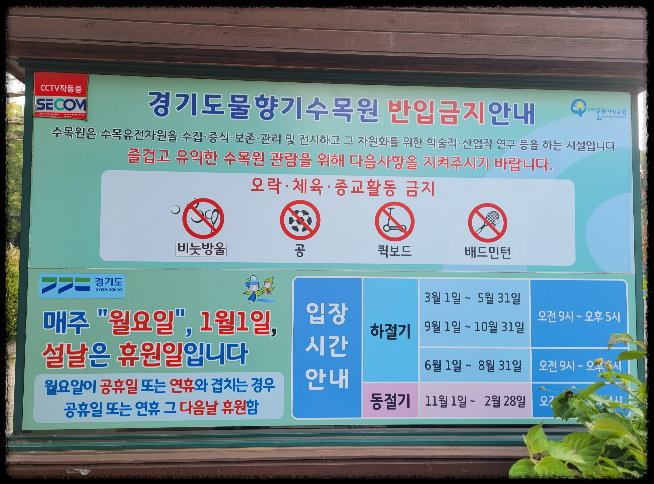 CCTV작동중
SECOM
경기도물향기수목원 반입금지안내
수목원은 수목유전자원을 수집·증식·보존·관리 및 전시하고 그 자원화를 위한 학술적·산업적 연구 등을 하는 시설입니다.
즐겁고 유익한 수목원 관람을 위해 다음사항을 지켜주시기 바랍니다.
오락·체육·종교활동 금지
비눗방울 공 퀵보드 배드민턴
경기도
매주 "월요일", 1월1일,
설날은 휴원일입니다
월요일이 공휴일 또는 연휴와 겹치는 경우
공휴일 또는 연휴 그 다음날 휴원함
입장
시간
안내
하절기
3월 1일 ~ 5월 31일
9월 1일 ~ 10월 31일
오전 9시 ~ 오후 5시
6월 1일 ~ 8월 31일
오전 9시 ~ 오후
동절기
11월 1일 ~ 2월 28일